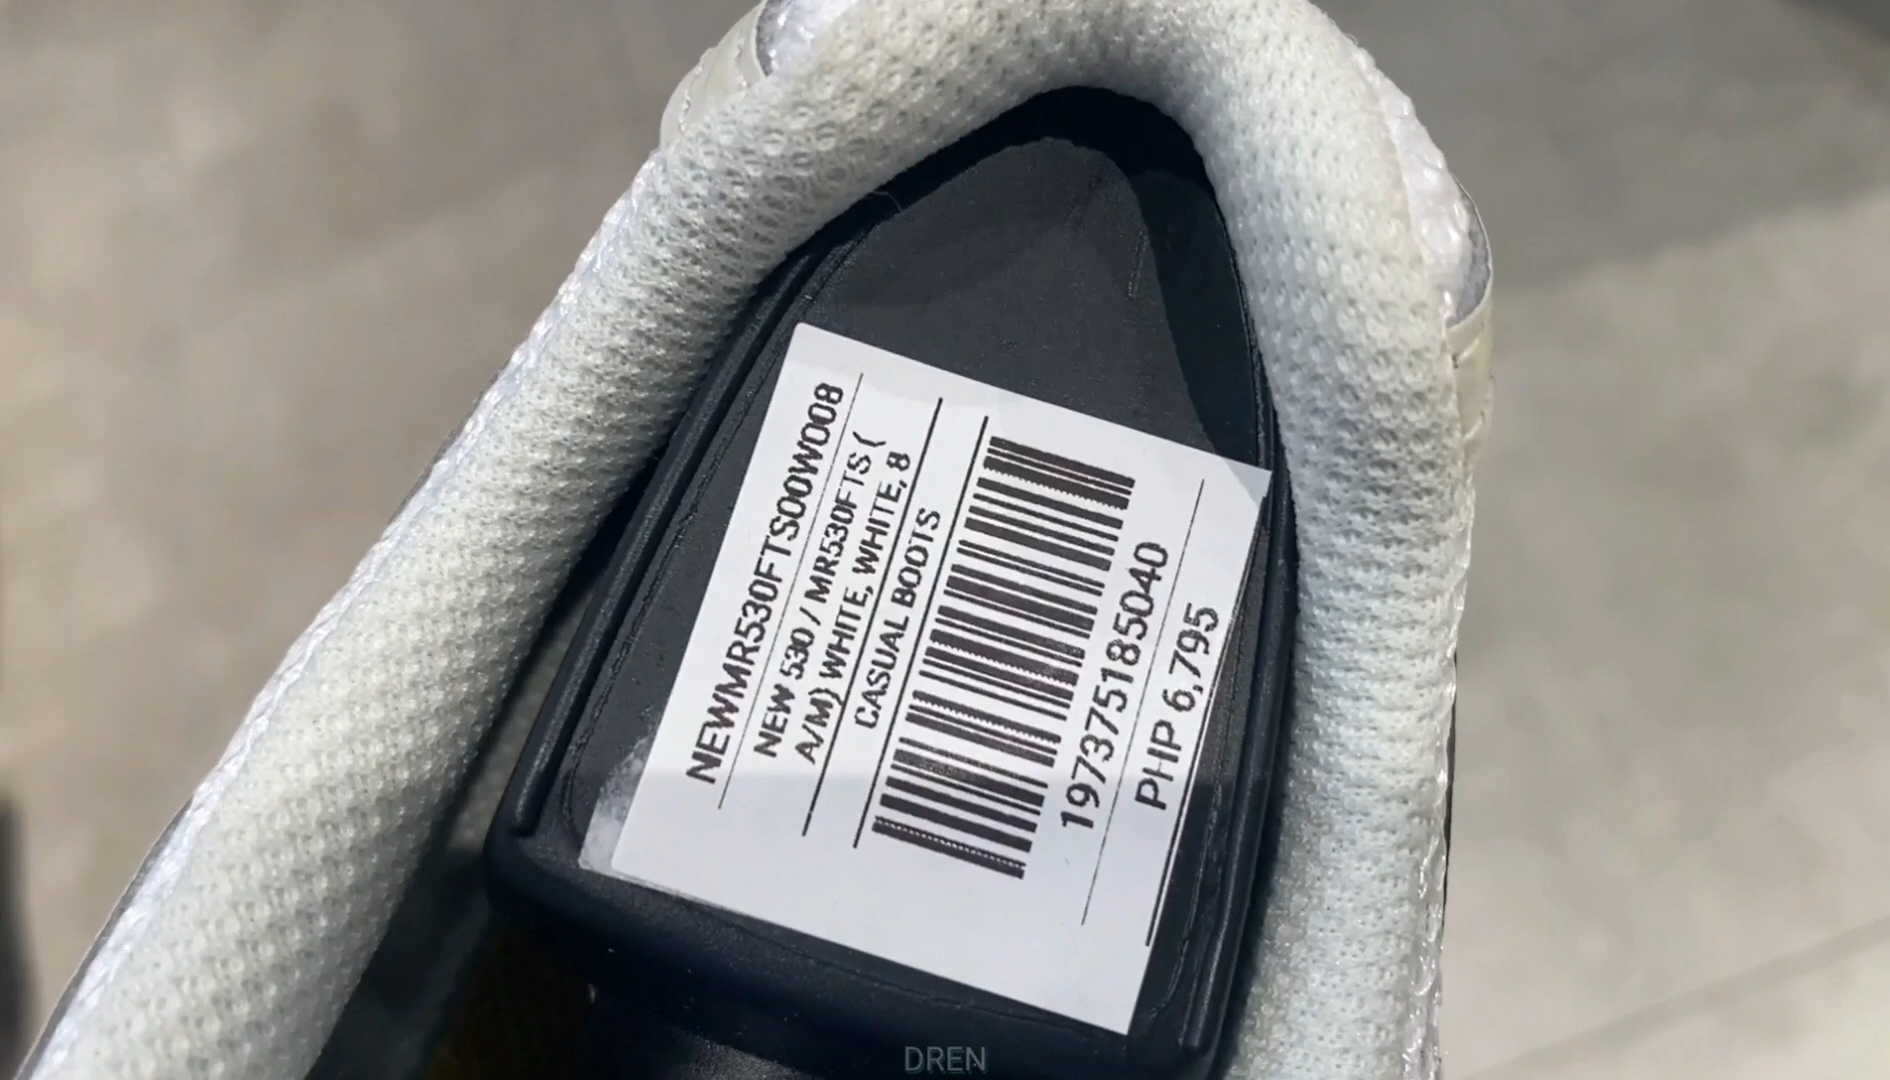 NEWMR530FTS00W008
NEW 530 / MR530FTS (
A/M) WHITE, WHITE, 8
CASUAL BOOTS
197375185040
PHP 6,795
DREN